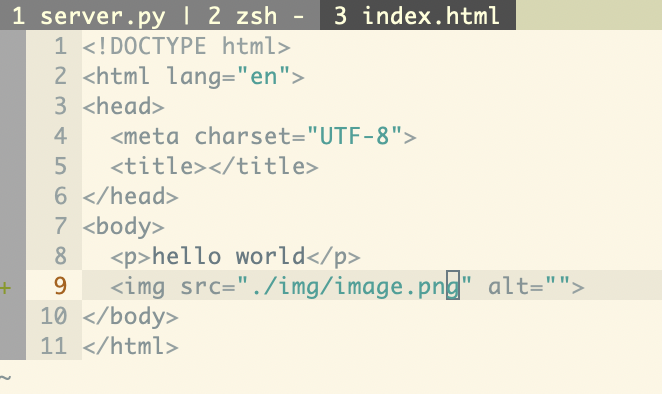 1 server.py | 2 zsh - 3 index.html
1 <!DOCTYPE html>
2 <html lang="en">
3 <head>
4   <meta charset="UTF-8">
5   <title></title>
6 </head>
7 <body>
8   <p>hello world</p>
+ 9   <img src="./img/image.png" alt="">
10 </body>
11 </html>
~